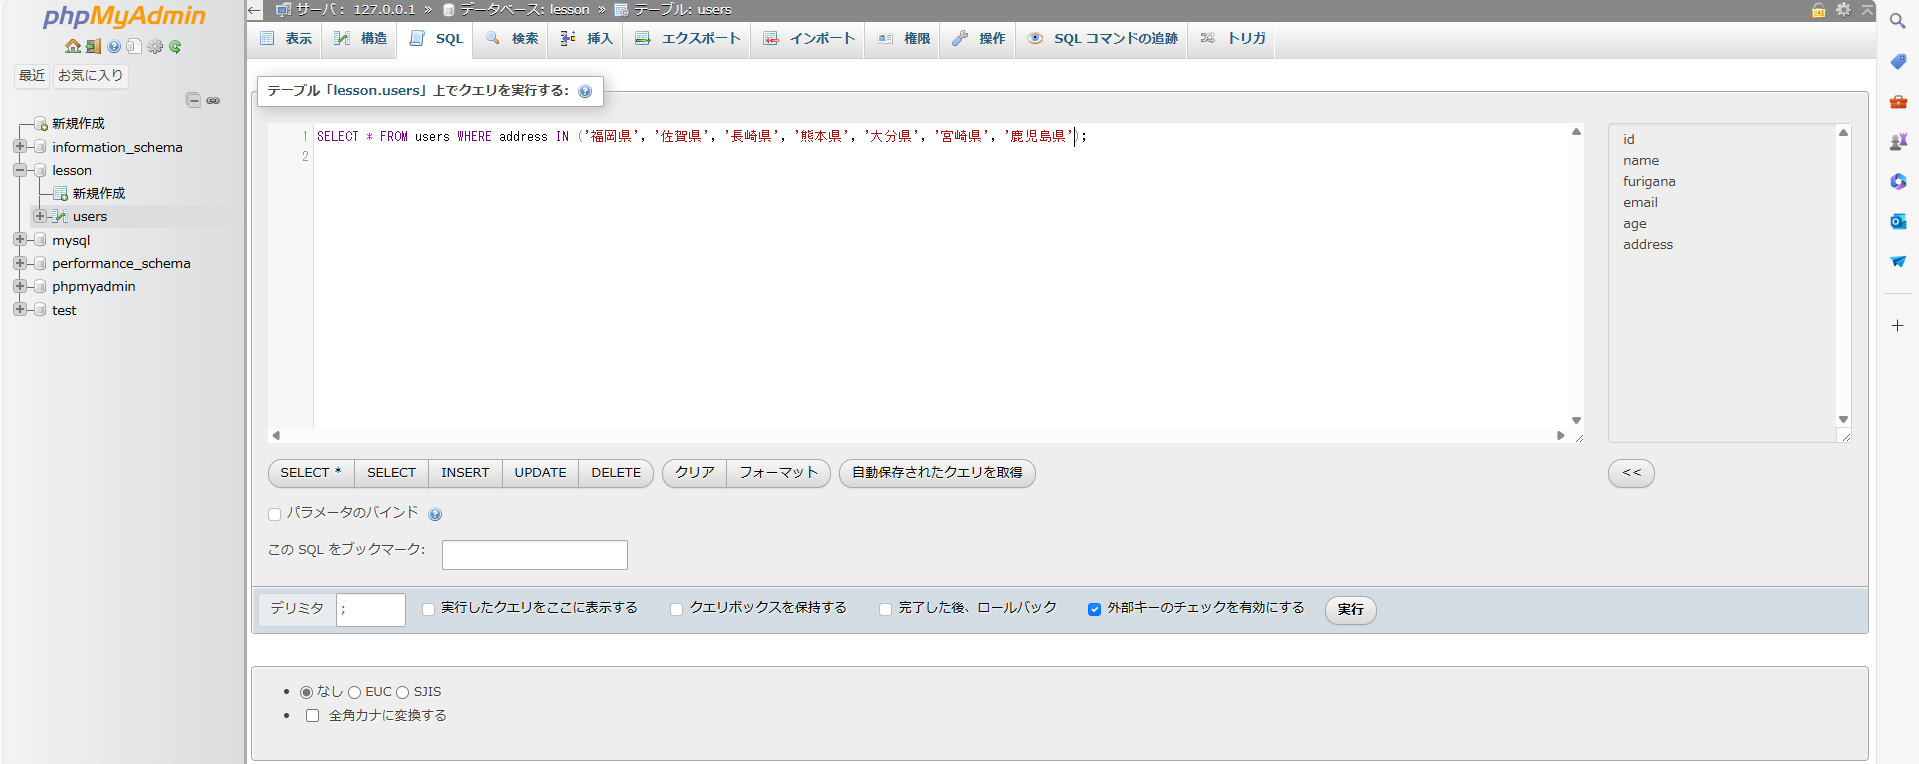 phpMyAdmin
最近 お気に入り
新規作成
information_schema
lesson
新規作成
users
mysql
performance_schema
phpmyadmin
test
サーバ: 127.0.0.1 » データベース: lesson » テーブル: users
表示 構造 SQL 検索 挿入 エクスポート インポート 権限 操作 SQL コマンドの追跡 トリガ
テーブル「lesson.users」上でクエリを実行する:
1 SELECT * FROM users WHERE address IN ('福岡県', '佐賀県', '長崎県', '熊本県', '大分県', '宮崎県', '鹿児島県');
2
id
name
furigana
email
age
address
SELECT * SELECT INSERT UPDATE DELETE クリア フォーマット 自動保存されたクエリを取得 <<
パラメータのバインド
この SQL をブックマーク:
デリミタ ; 実行したクエリをここに表示する クエリボックスを保持する 完了した後、ロールバック 外部キーのチェックを有効にする 実行
なし EUC SJIS
全角カナに変換する